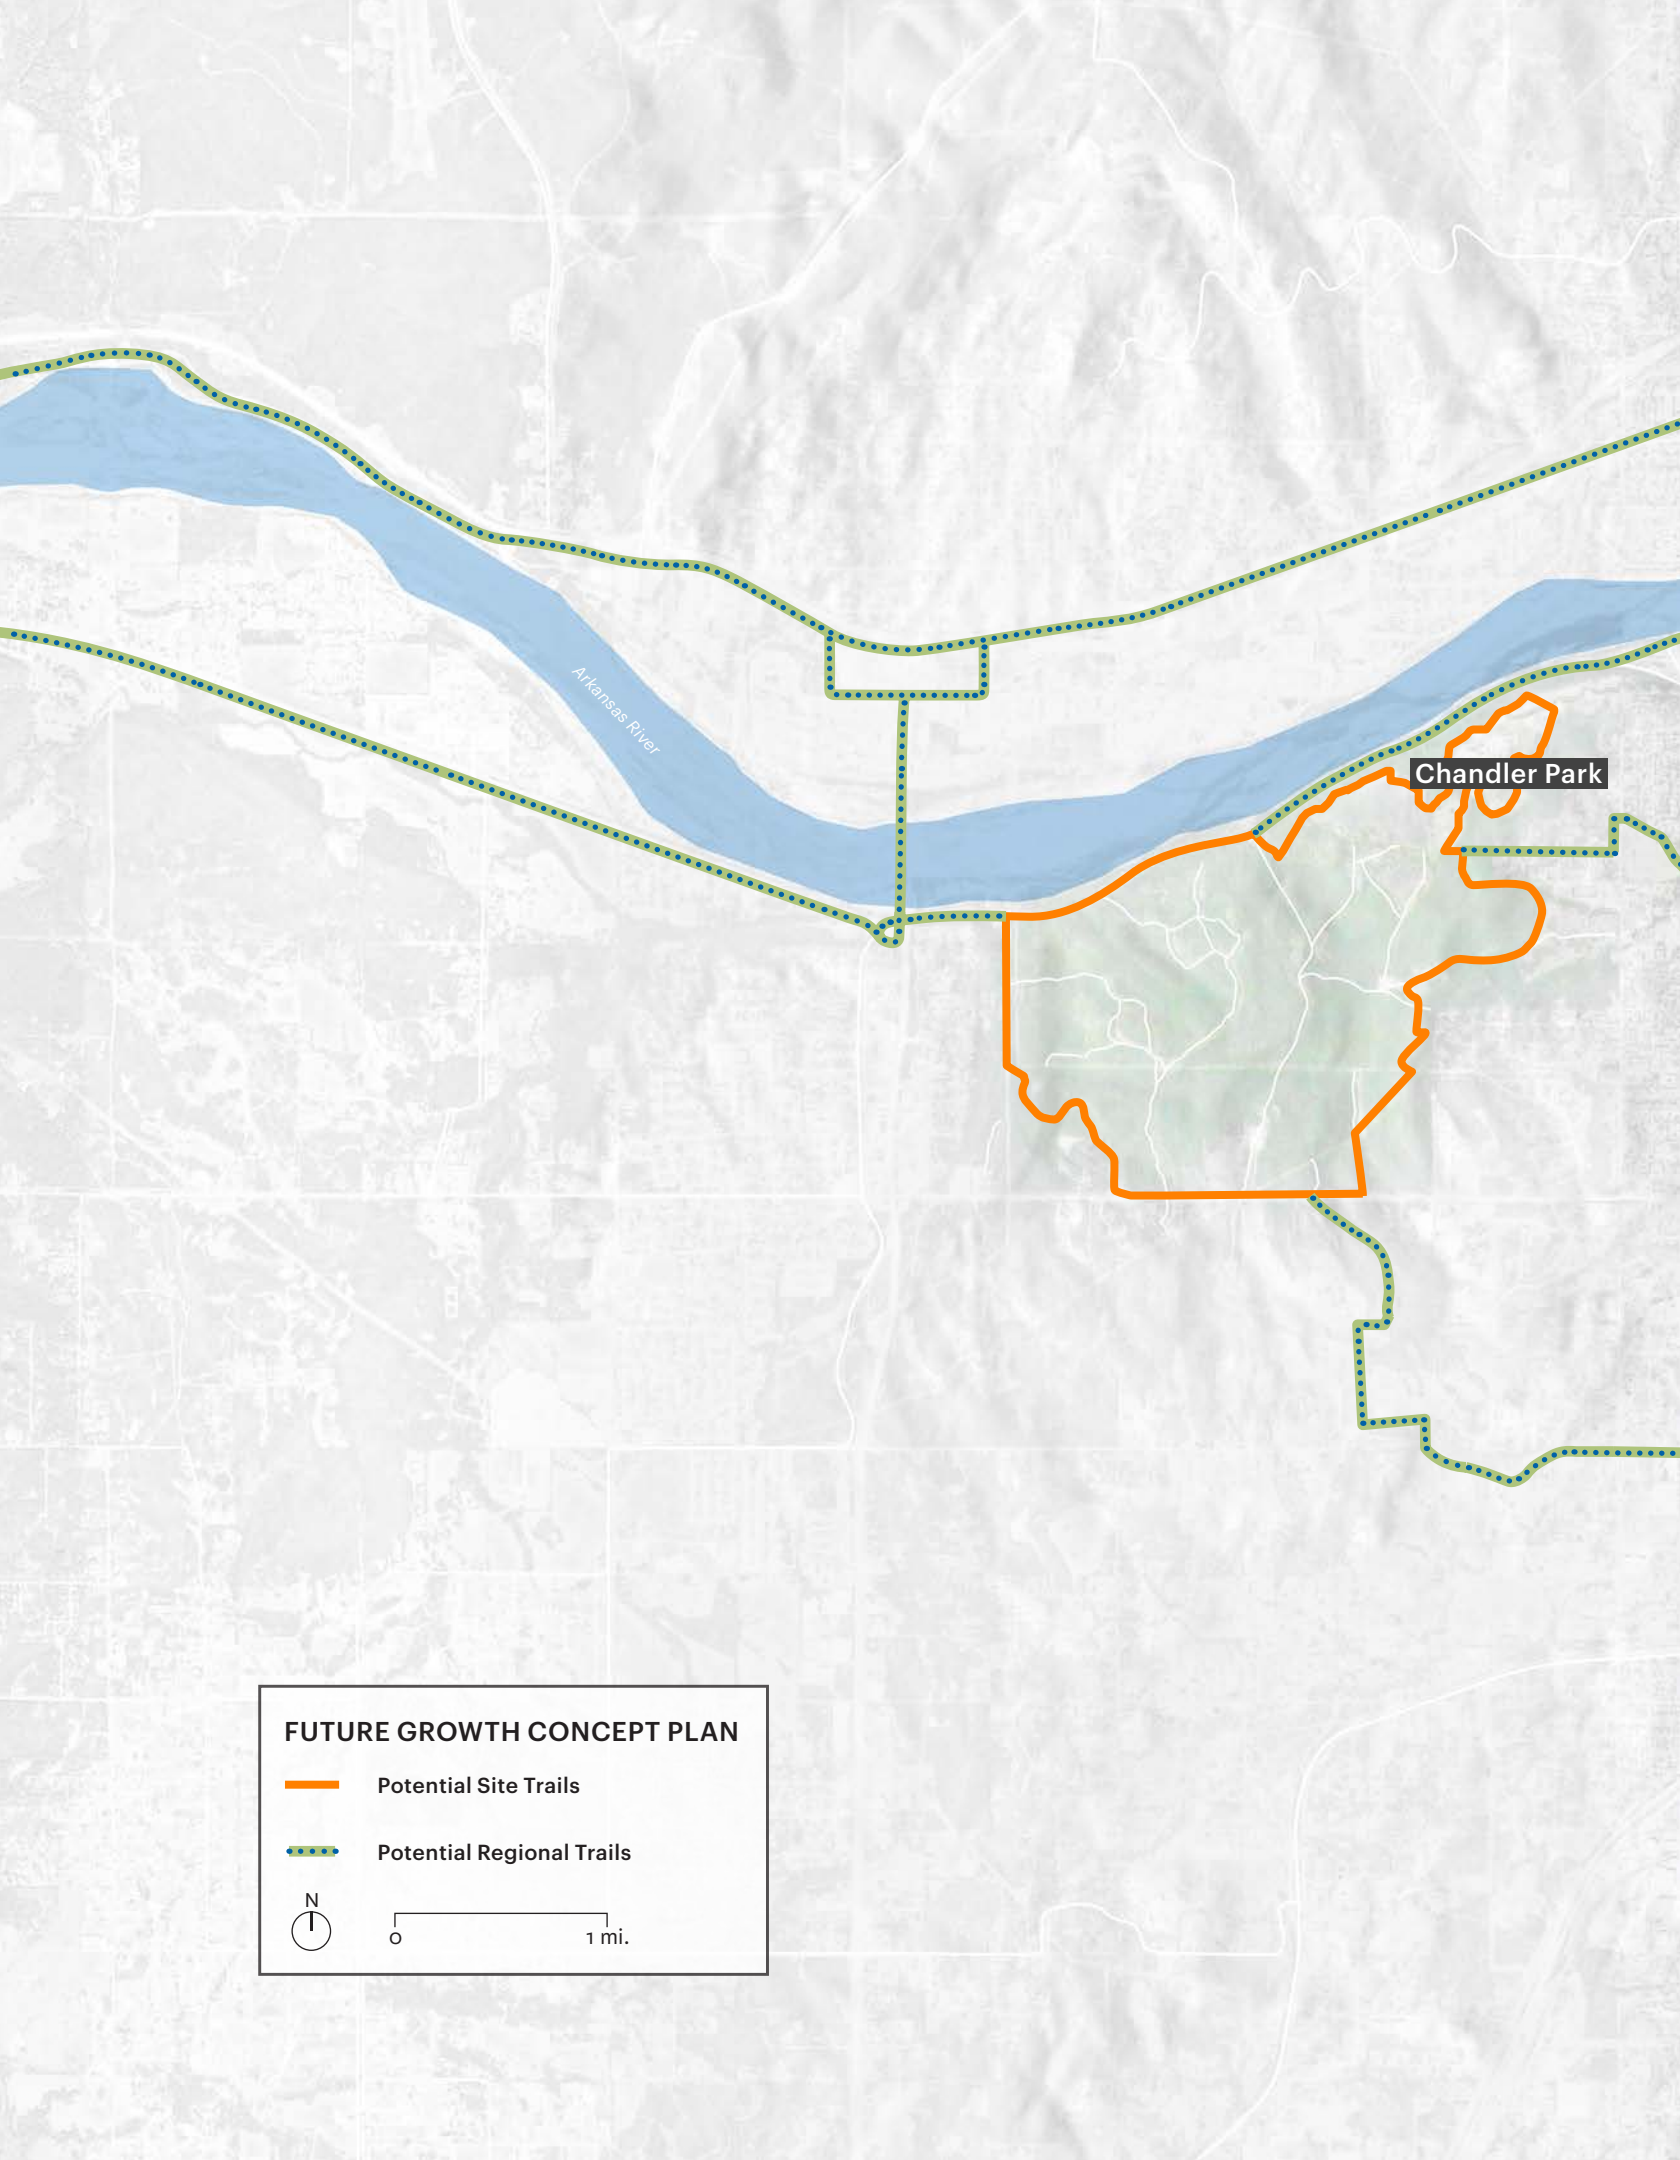 Arkansas River
Chandler Park
FUTURE GROWTH CONCEPT PLAN
Potential Site Trails
Potential Regional Trails
N
0
1 mi.